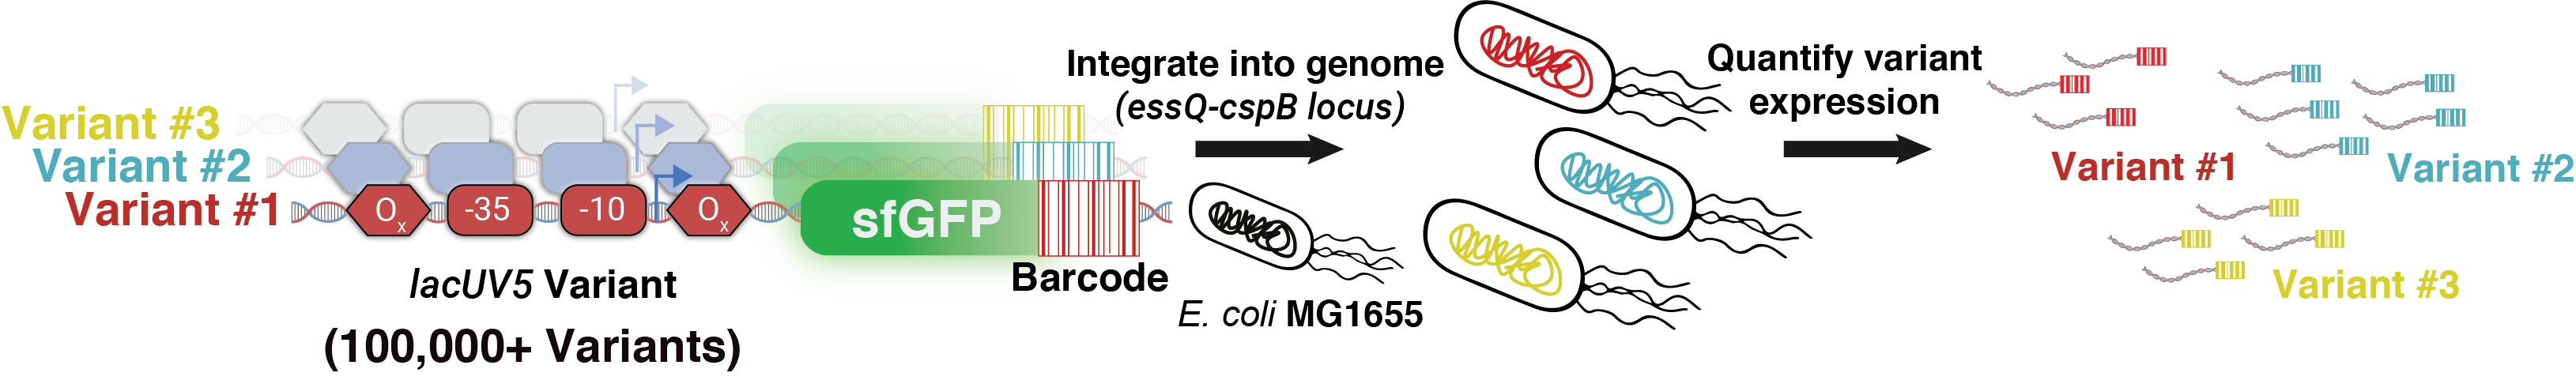 Variant #3
Variant #2
Variant #1
Ox
-35
-10
Ox
sfGFP
Barcode
lacUV5 Variant
(100,000+ Variants)
Integrate into genome
(essQ-cspB locus)
E. coli MG1655
Quantify variant
expression
Variant #1
Variant #2
Variant #3